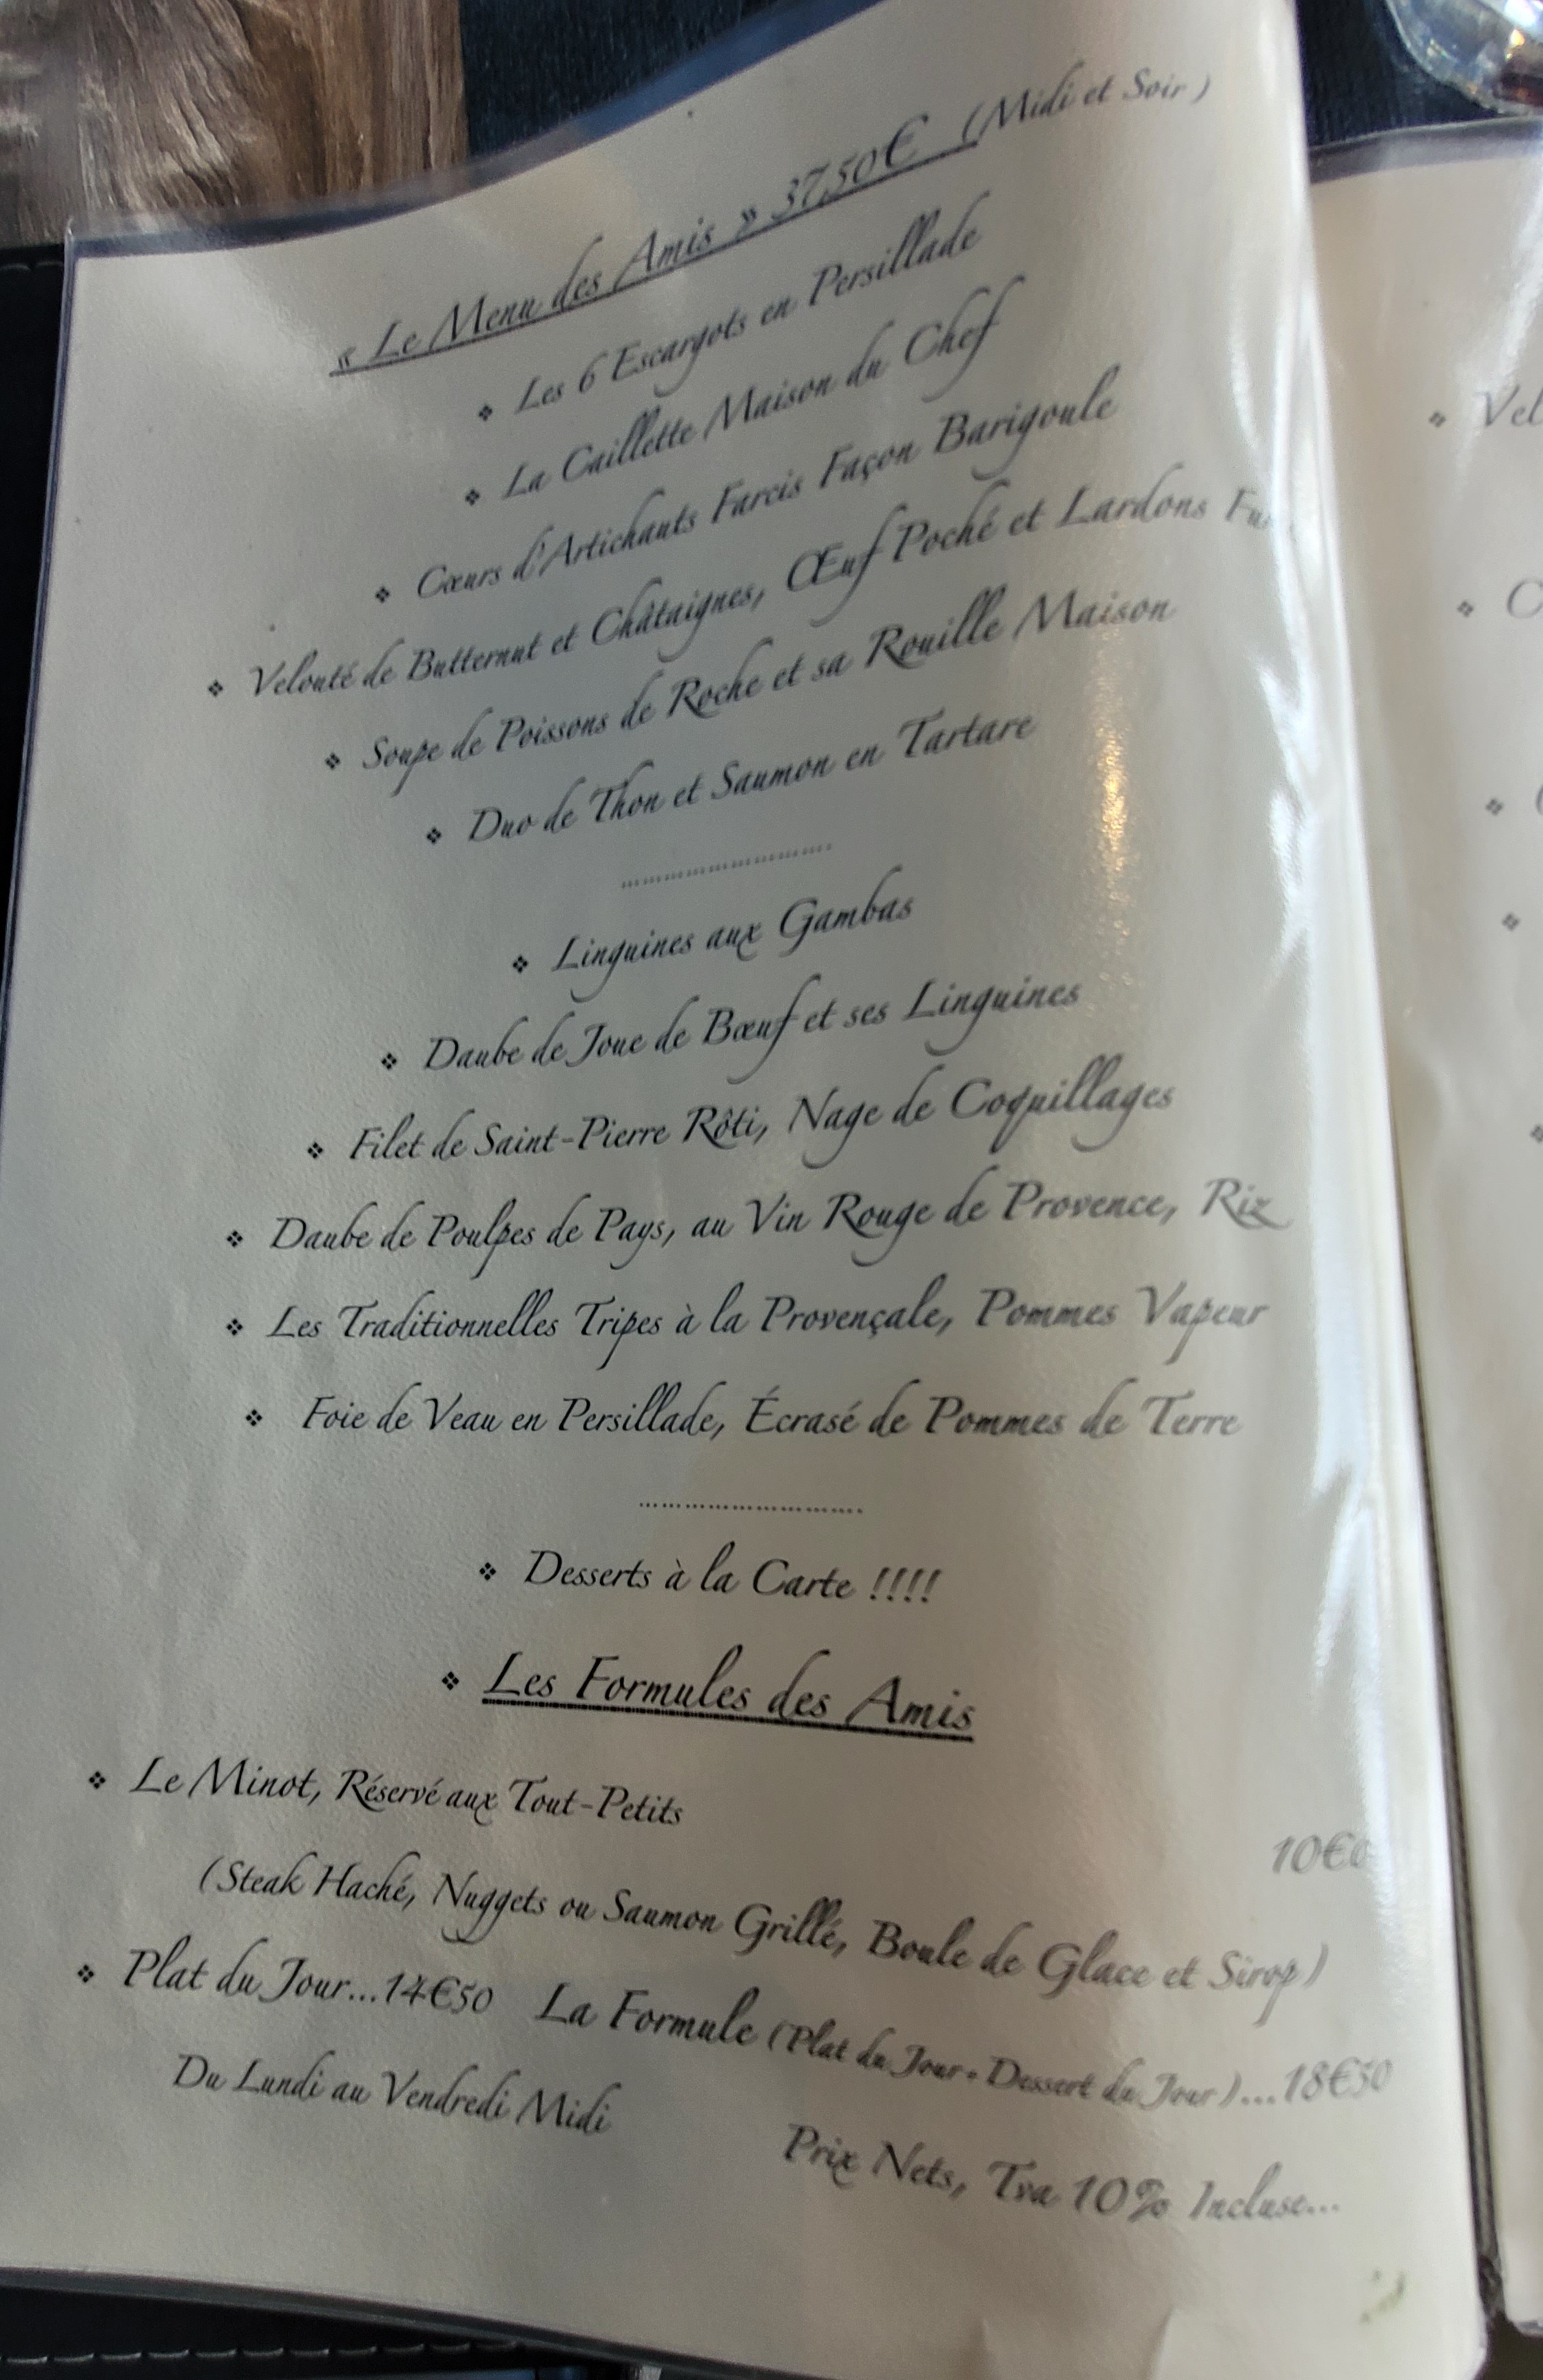 « Le Menu des Amis » 37,50€ (Midi et Soir)
❖ Les 6 Escargots en Persillade
❖ La Caillette Maison du Chef
❖ Cœurs d'Artichauts Farcis Façon Barigoule
❖ Velouté de Butternut et Châtaignes, Œuf Poché et Lardons
❖ Soupe de Poissons de Roche et sa Rouille Maison
❖ Duo de Thon et Saumon en Tartare
………………………….
❖ Linguines aux Gambas
❖ Daube de Joue de Bœuf et ses Linguines
❖ Filet de Saint-Pierre Rôti, Nage de Coquillages
❖ Daube de Poulpes de Pays, au Vin Rouge de Provence, Riz
❖ Les Traditionnelles Tripes à la Provençale, Pommes Vapeur
❖ Foie de Veau en Persillade, Écrasé de Pommes de Terre
………………………….
❖ Desserts à la Carte !!!!
❖ Les Formules des Amis
❖ Le Minot, Réservé aux Tout-Petits
(Steak Haché, Nuggets ou Saumon Grillé, Boule de Glace et Sirop)
❖ Plat du Jour...14€50 La Formule (Plat du Jour + Dessert du Jour)...18€50
Du Lundi au Vendredi Midi
Prix Nets, Tva 10% Incluse...